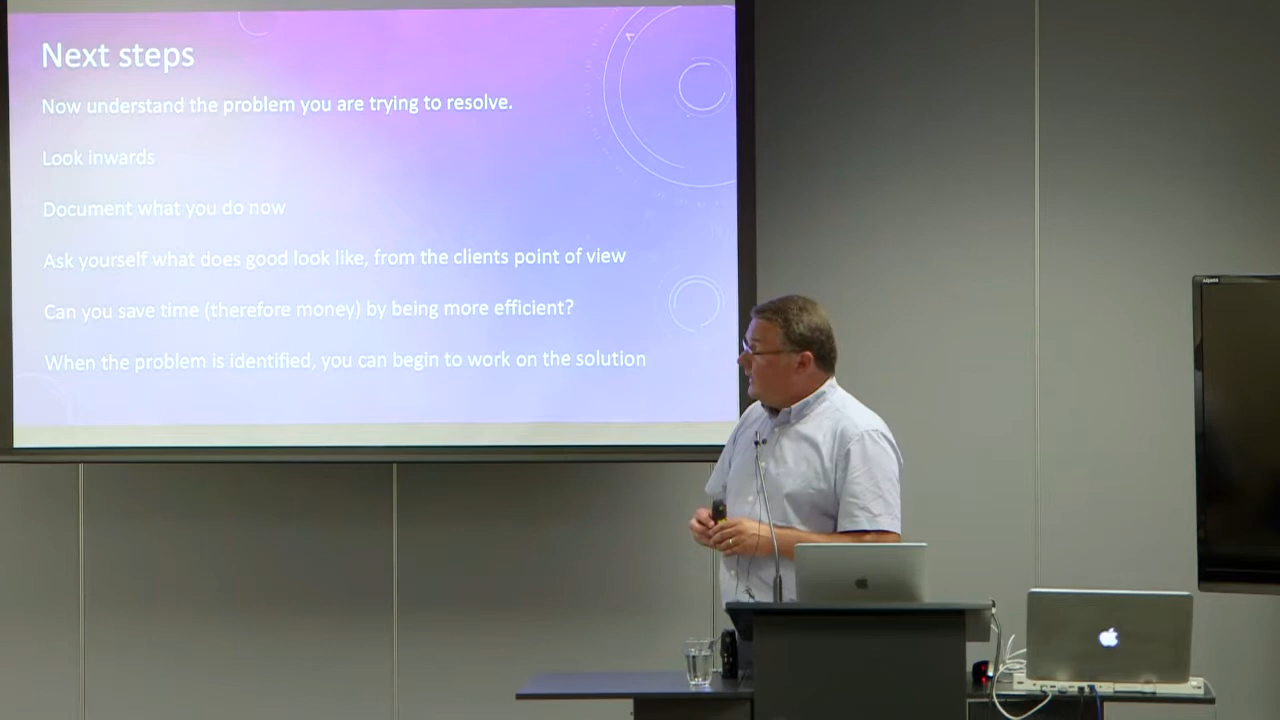 Next steps
Now understand the problem you are trying to resolve.
Look inwards
Document what you do now
Ask yourself what does good look like, from the clients point of view
Can you save time (therefore money) by being more efficient?
When the problem is identified, you can begin to work on the solution